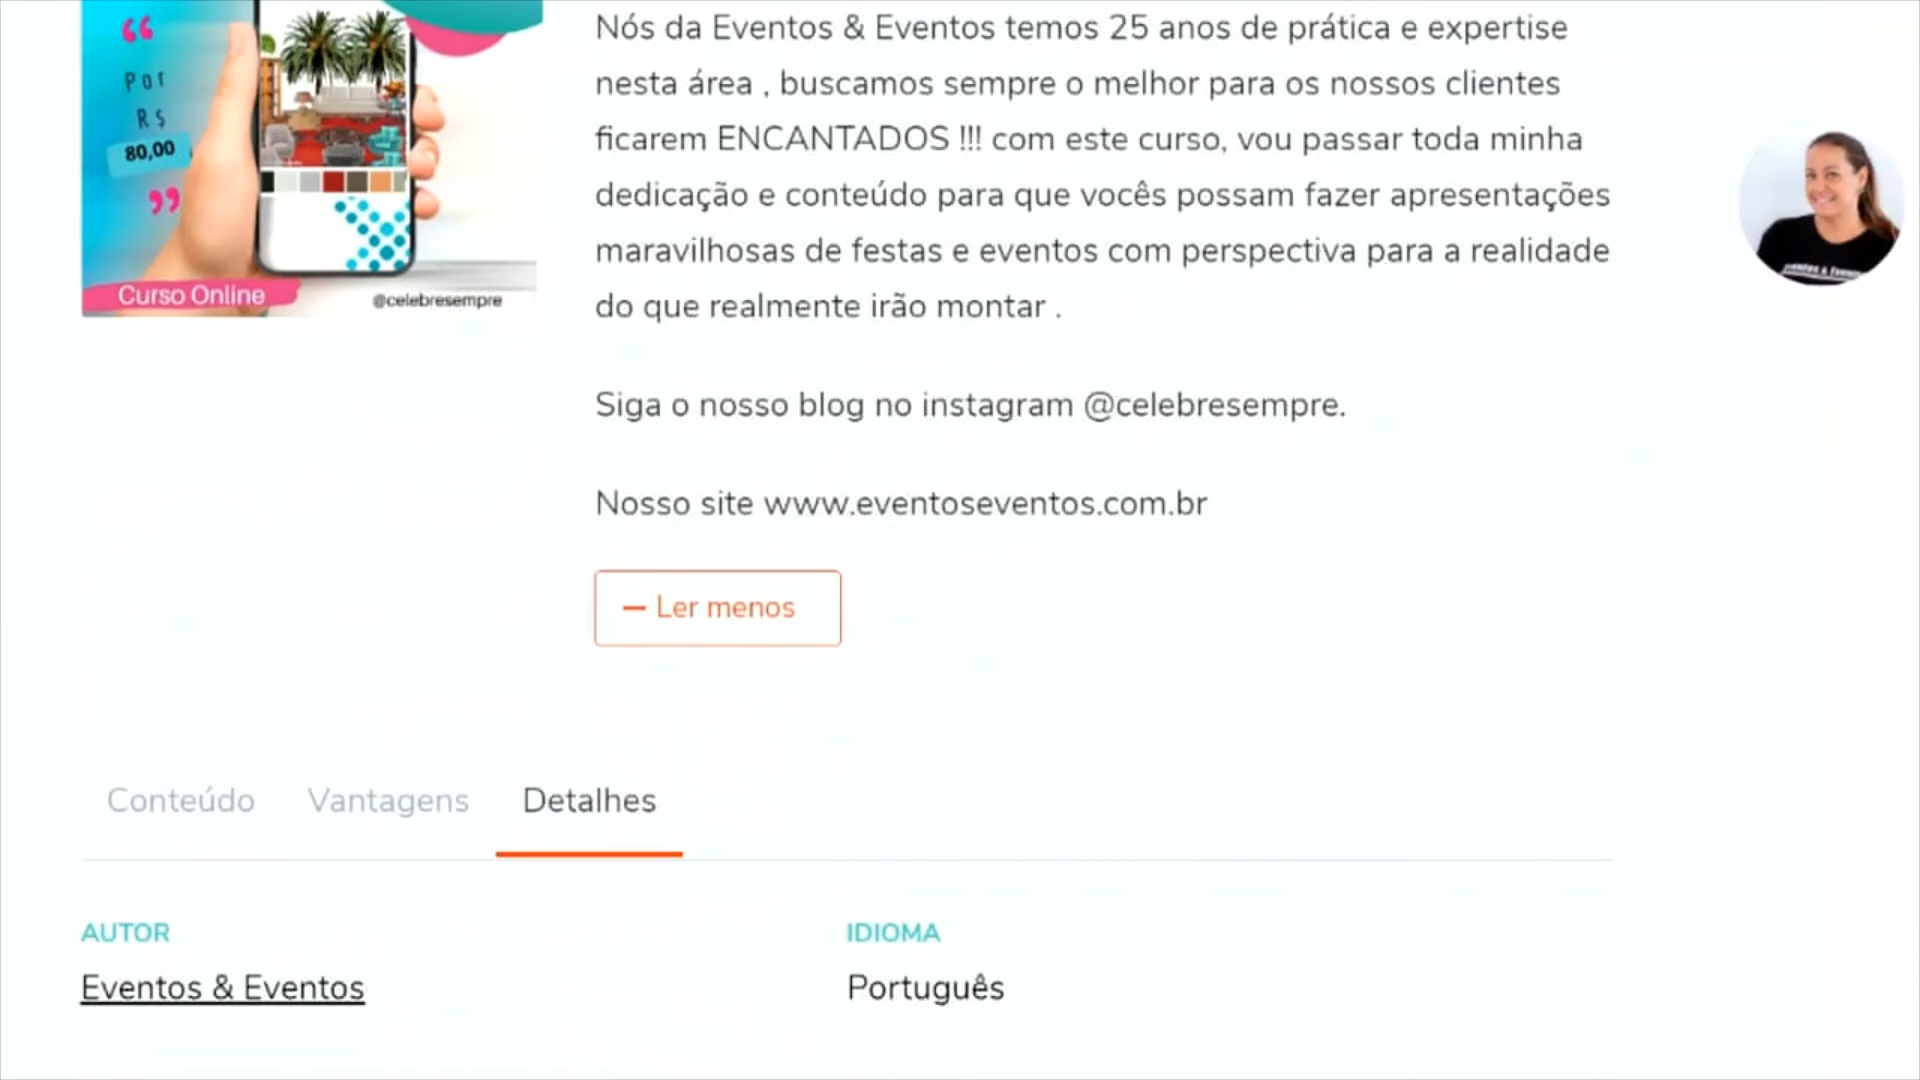 “
Por
R$
80,00
”
Curso Online
@celebresempre
Nós da Eventos & Eventos temos 25 anos de prática e expertise
nesta área , buscamos sempre o melhor para os nossos clientes
ficarem ENCANTADOS !!! com este curso, vou passar toda minha
dedicação e conteúdo para que vocês possam fazer apresentações
maravilhosas de festas e eventos com perspectiva para a realidade
do que realmente irão montar .
Siga o nosso blog no instagram @celebresempre.
Nosso site www.eventoseventos.com.br
— Ler menos
Conteúdo Vantagens Detalhes
AUTOR
Eventos & Eventos
IDIOMA
Português